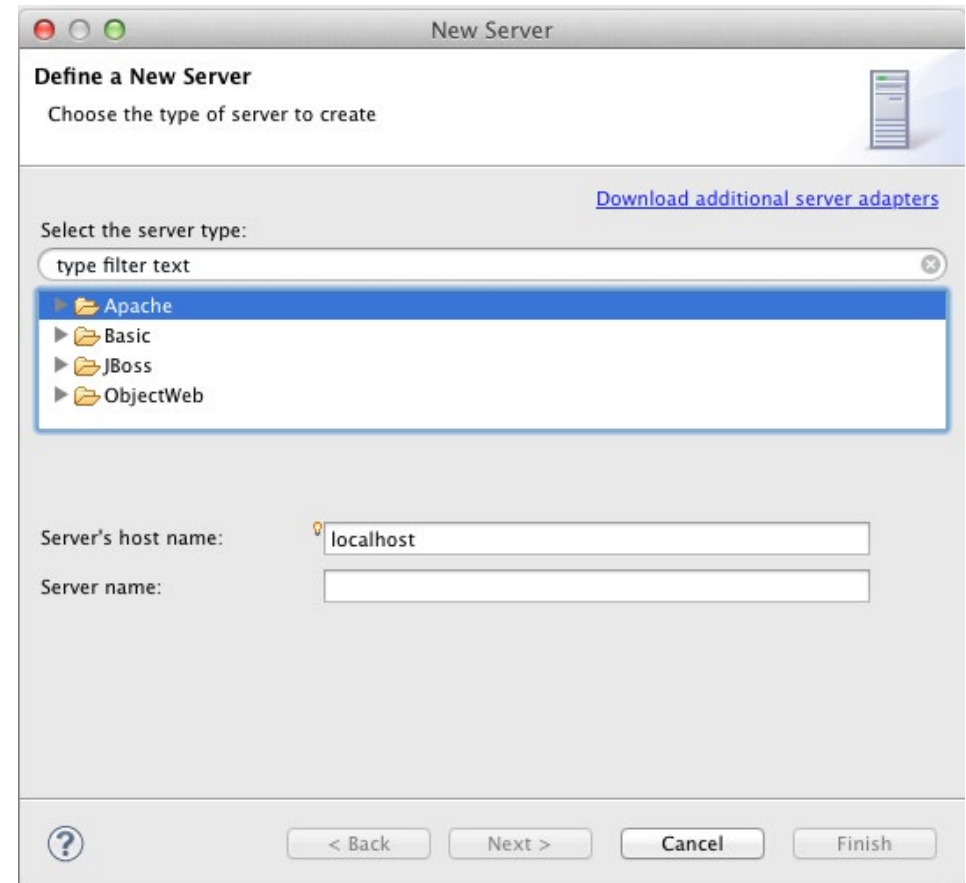 New Server
Define a New Server
Choose the type of server to create
Download additional server adapters
Select the server type:
type filter text
Apache
Basic
JBoss
ObjectWeb
Server's host name: localhost
Server name:
? < Back Next > Cancel Finish